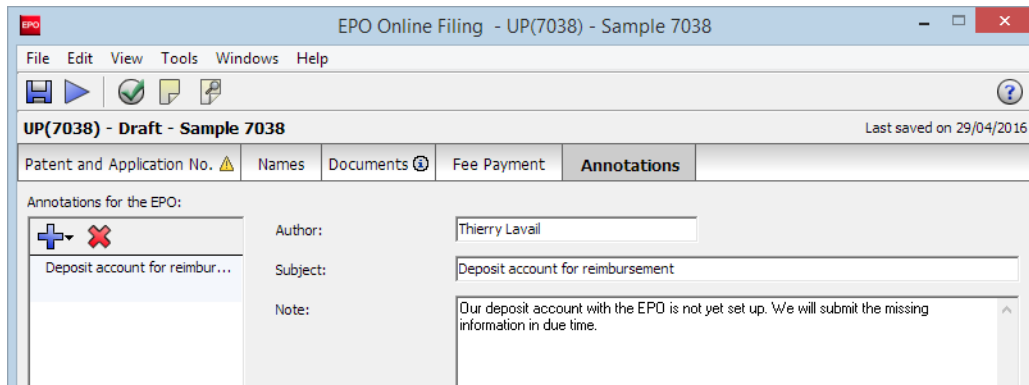 EPO EPO Online Filing - UP(7038) - Sample 7038
File Edit View Tools Windows Help
UP(7038) - Draft - Sample 7038 Last saved on 29/04/2016
Patent and Application No. Names Documents Fee Payment Annotations
Annotations for the EPO:
Author: Thierry Lavail
Deposit account for reimbur... Subject: Deposit account for reimbursement
Note: Our deposit account with the EPO is not yet set up. We will submit the missing
information in due time.